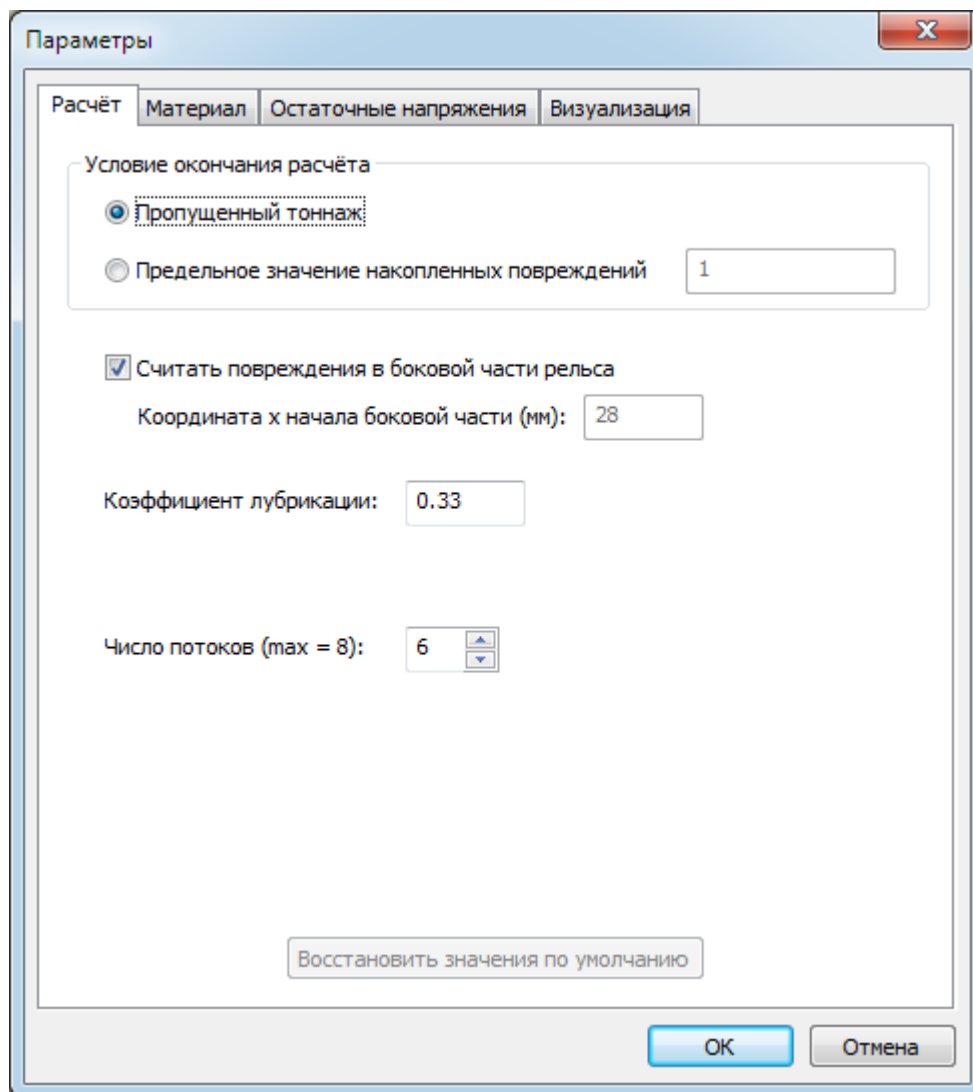 Параметры
Расчёт Материал Остаточные напряжения Визуализация
Условие окончания расчёта
Пропущенный тоннаж
Предельное значение накопленных повреждений 1
Считать повреждения в боковой части рельса
Координата x начала боковой части (мм): 28
Коэффициент лубрикации: 0.33
Число потоков (max = 8): 6
Восстановить значения по умолчанию
ОК Отмена